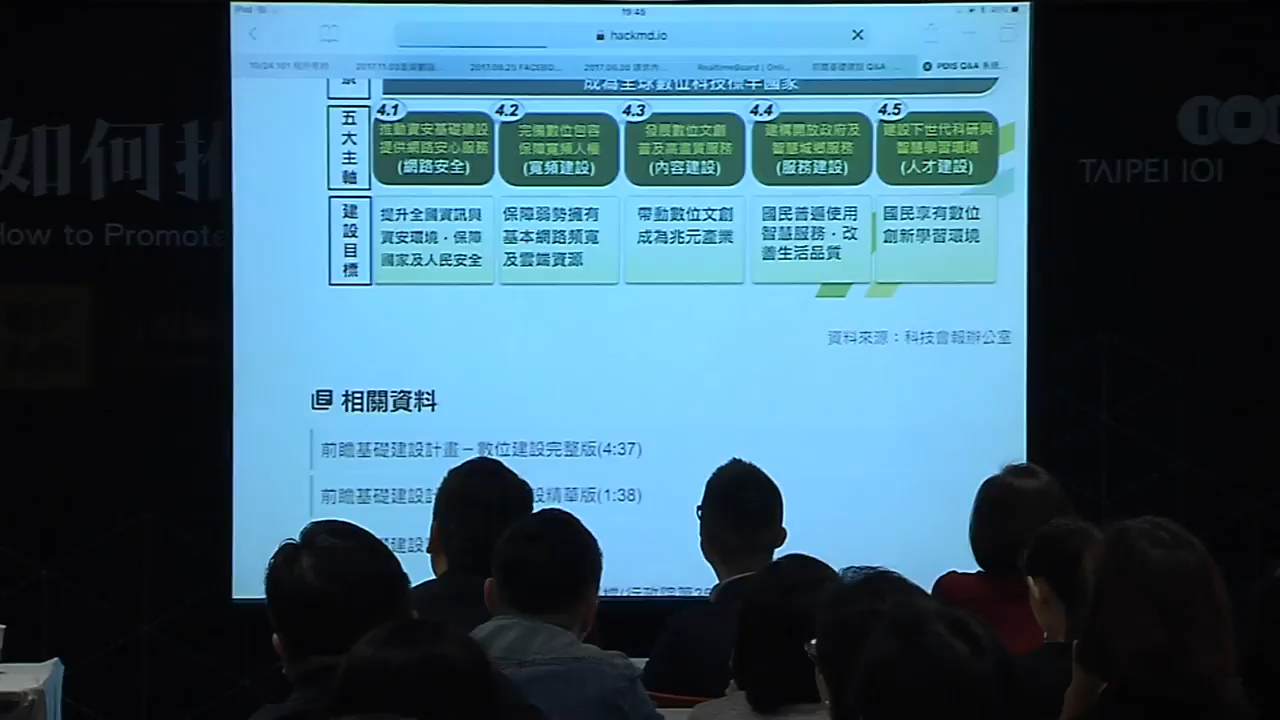 19:45
hackmd.io
RealtimeBoard | Onli...
PDIS Q&A 系統...
成為全球數位科技標竿國家
五大主軸
4.1
推動資安基礎建設
提供網路安心服務
(網路安全)
4.2
完備數位包容
保障寬頻人權
(寬頻建設)
4.3
發展數位文創
普及高畫質服務
(內容建設)
4.4
建構開放政府及
智慧城鄉服務
(服務建設)
4.5
建設下世代科研與
智慧學習環境
(人才建設)
建設目標
提升全國資訊與
資安環境，保障
國家及人民安全
保障弱勢擁有
基本網路頻寬
及雲端資源
帶動數位文創
成為兆元產業
國民普遍使用
智慧服務，改
善生活品質
國民享有數位
創新學習環境
資料來源：科技會報辦公室
相關資料
前瞻基礎建設計畫－數位建設完整版(4:37)
前瞻基礎建設
設精華版(1:38)
礎建設
如何推
How to Promote
TAIPEI 101